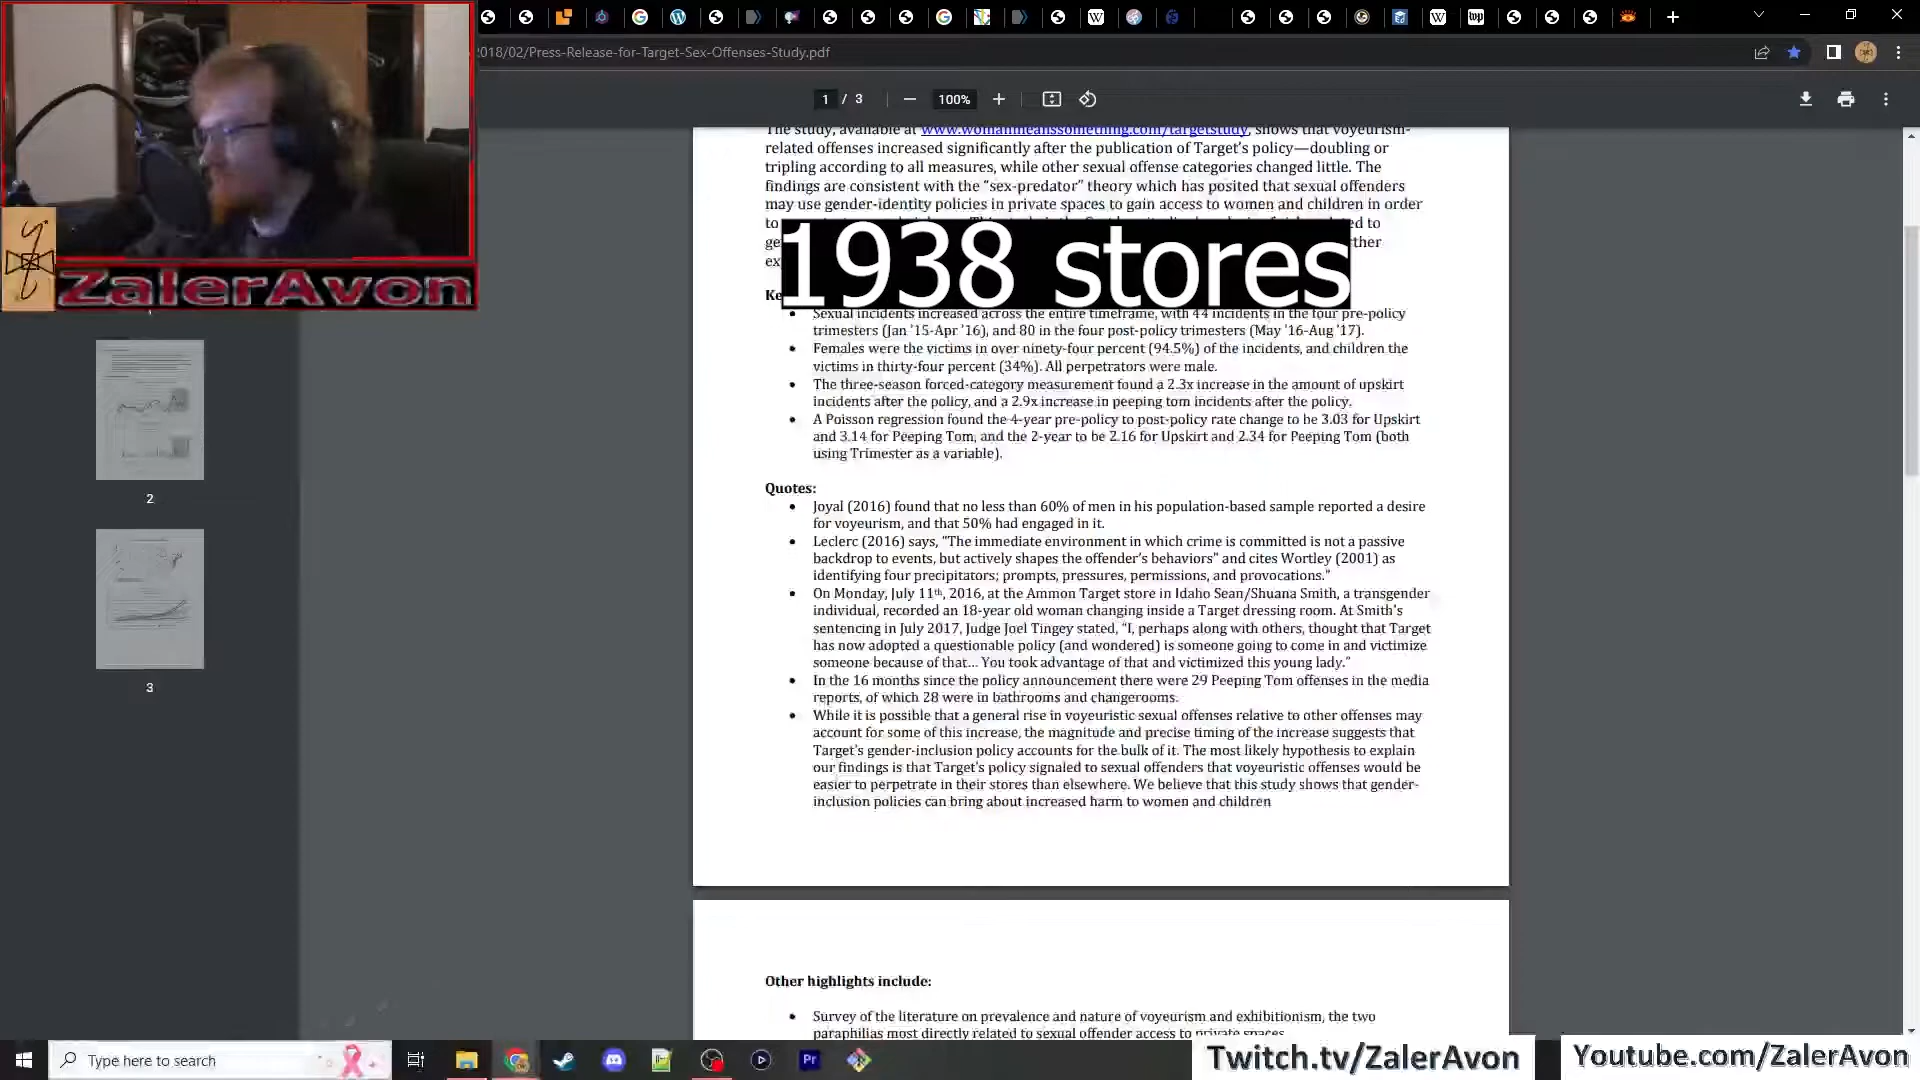 2018/02/Press-Release-for-Target-Sex-Offenses-Study.pdf
1 / 3
100%
ZalerAvon
2
3
The study, available at www.womanmeanssomething.com/targetstudy, shows that voyeurism-
related offenses increased significantly after the publication of Target's policy—doubling or
tripling according to all measures, while other sexual offense categories changed little. The
findings are consistent with the “sex-predator” theory which has posited that sexual offenders
may use gender-identity policies in private spaces to gain access to women and children in order
to
1938 stores
Sexual incidents increased across the entire timeframe, with 44 incidents in the four pre-policy
trimesters (Jan '15-Apr '16), and 80 in the four post-policy trimesters (May '16-Aug '17).
Females were the victims in over ninety-four percent (94.5%) of the incidents, and children the
victims in thirty-four percent (34%). All perpetrators were male.
The three-season forced-category measurement found a 2.3x increase in the amount of upskirt
incidents after the policy, and a 2.9x increase in peeping tom incidents after the policy.
A Poisson regression found the 4-year pre-policy to post-policy rate change to be 3.03 for Upskirt
and 3.14 for Peeping Tom, and the 2-year to be 2.16 for Upskirt and 2.34 for Peeping Tom (both
using Trimester as a variable).
Quotes:
Joyal (2016) found that no less than 60% of men in his population-based sample reported a desire
for voyeurism, and that 50% had engaged in it.
Leclerc (2016) says, “The immediate environment in which crime is committed is not a passive
backdrop to events, but actively shapes the offender's behaviors” and cites Wortley (2001) as
identifying four precipitators; prompts, pressures, permissions, and provocations.”
On Monday, July 11th, 2016, at the Ammon Target store in Idaho Sean/Shuana Smith, a transgender
individual, recorded an 18-year old woman changing inside a Target dressing room. At Smith's
sentencing in July 2017, Judge Joel Tingey stated, “I, perhaps along with others, thought that Target
has now adopted a questionable policy (and wondered) is someone going to come in and victimize
someone because of that... You took advantage of that and victimized this young lady.”
In the 16 months since the policy announcement there were 29 Peeping Tom offenses in the media
reports, of which 28 were in bathrooms and changerooms.
While it is possible that a general rise in voyeuristic sexual offenses relative to other offenses may
account for some of this increase, the magnitude and precise timing of the increase suggests that
Target's gender-inclusion policy accounts for the bulk of it. The most likely hypothesis to explain
our findings is that Target's policy signaled to sexual offenders that voyeuristic offenses would be
easier to perpetrate in their stores than elsewhere. We believe that this study shows that gender-
inclusion policies can bring about increased harm to women and children
Other highlights include:
Survey of the literature on prevalence and nature of voyeurism and exhibitionism, the two
paraphilias most directly related to sexual offender access to private spaces
Type here to search
Twitch.tv/ZalerAvon
Youtube.com/ZalerAvon